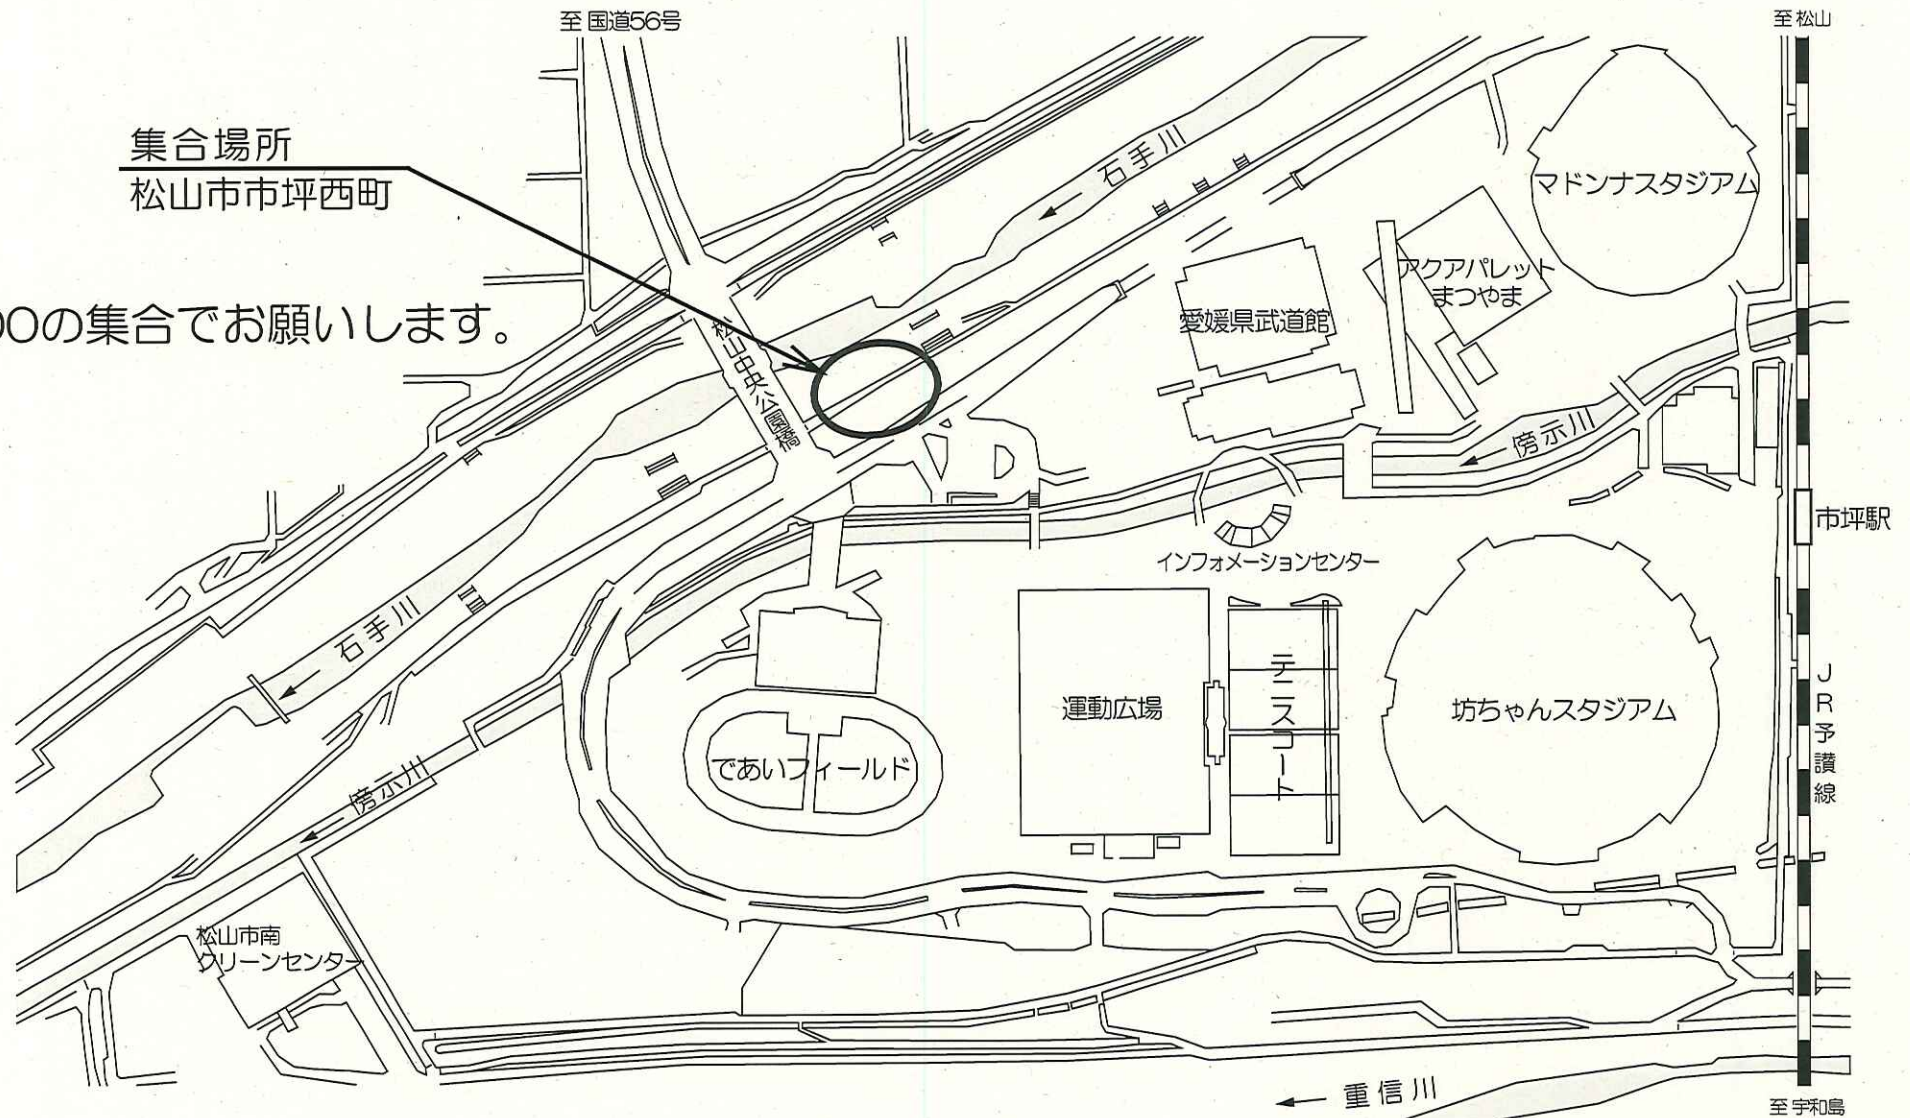 至 国道56号
至 松山
集合場所
松山市市坪西町
00の集合でお願いします。
石手川
マドンナスタジアム
アクアパレット
まつやま
愛媛県武道館
松山中央公園橋
傍示川
市坪駅
インフォメーションセンター
石手川
運動広場
テニスコート
坊ちゃんスタジアム
JR予讃線
であいフィールド
傍示川
松山市南
クリーンセンター
重信川
至 宇和島